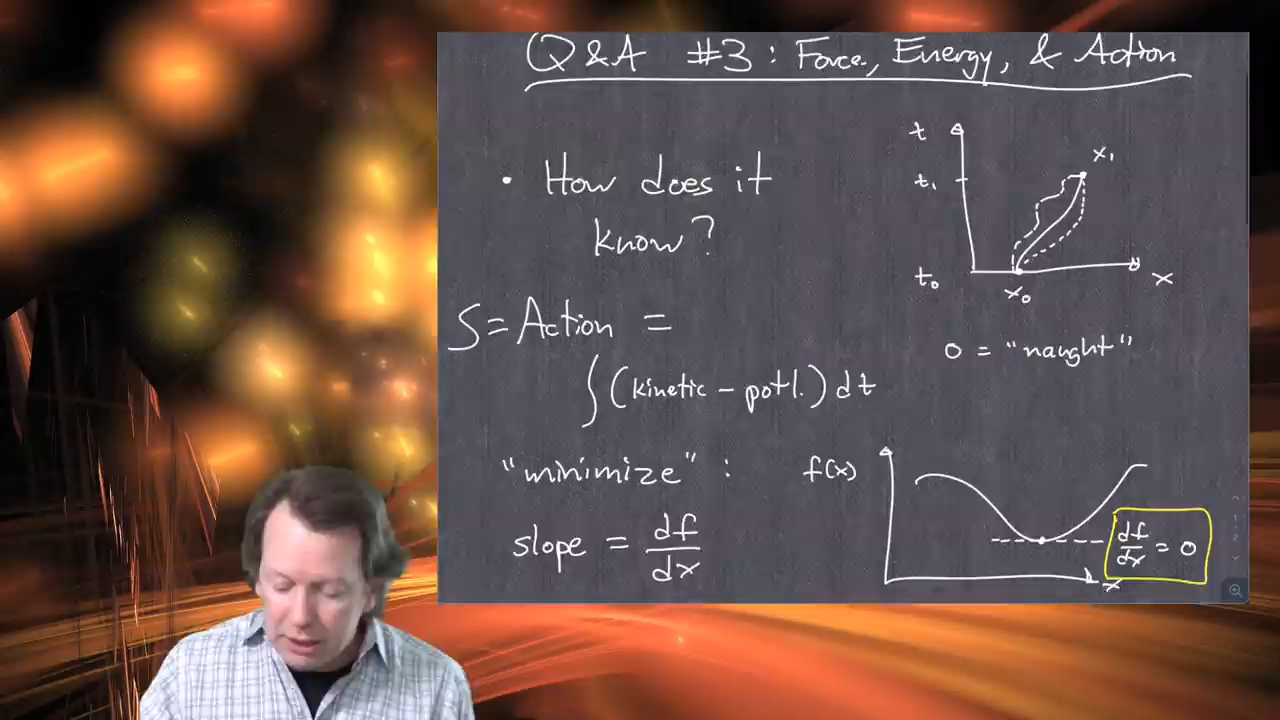 Q&A #3: Force, Energy, & Action
• How does it
know?
t
t₁
t₀
x₁
x₀
x
0 = "naught"
S = Action =
∫(kinetic - potl.) dt
"minimize" :
f(x)
slope = df/dx
df/dx = 0
x